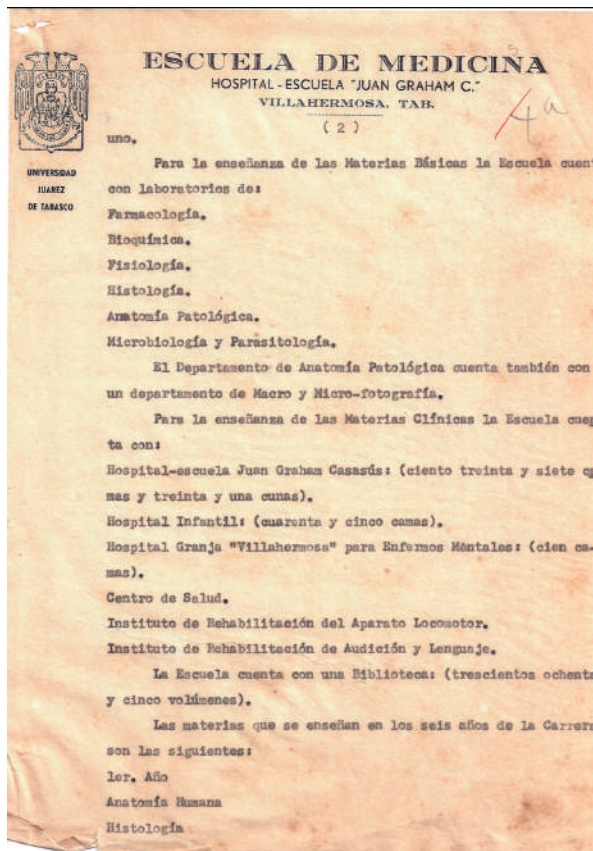 ESCUELA DE MEDICINA
HOSPITAL - ESCUELA "JUAN GRAHAM C."
VILLAHERMOSA, TAB.
UNIVERSIDAD
JUAREZ
DE TABASCO
4a
( 2 )
uno.
Para la enseñanza de las Materias Básicas la Escuela cuent
con laboratorios de:
Farmacología.
Bioquímica.
Fisiología.
Histología.
Anatomía Patológica.
Microbiología y Parasitología.
El Departamento de Anatomía Patológica cuenta también con
un departamento de Macro y Micro-fotografía.
Para la enseñanza de las Materias Clínicas la Escuela cuen
ta con:
Hospital-escuela Juan Graham Casasús: (ciento treinta y siete ca
mas y treinta y una cunas).
Hospital Infantil: (cuarenta y cinco camas).
Hospital Granja "Villahermosa" para Enfermos Mentales: (cien ca-
mas).
Centro de Salud.
Instituto de Rehabilitación del Aparato Locomotor.
Instituto de Rehabilitación de Audición y Lenguaje.
La Escuela cuenta con una Biblioteca: (trescientos ochenta
y cinco volúmenes).
Las materias que se enseñan en los seis años de la Carrera
son las siguientes:
1er. Año
Anatomía Humana
Histología